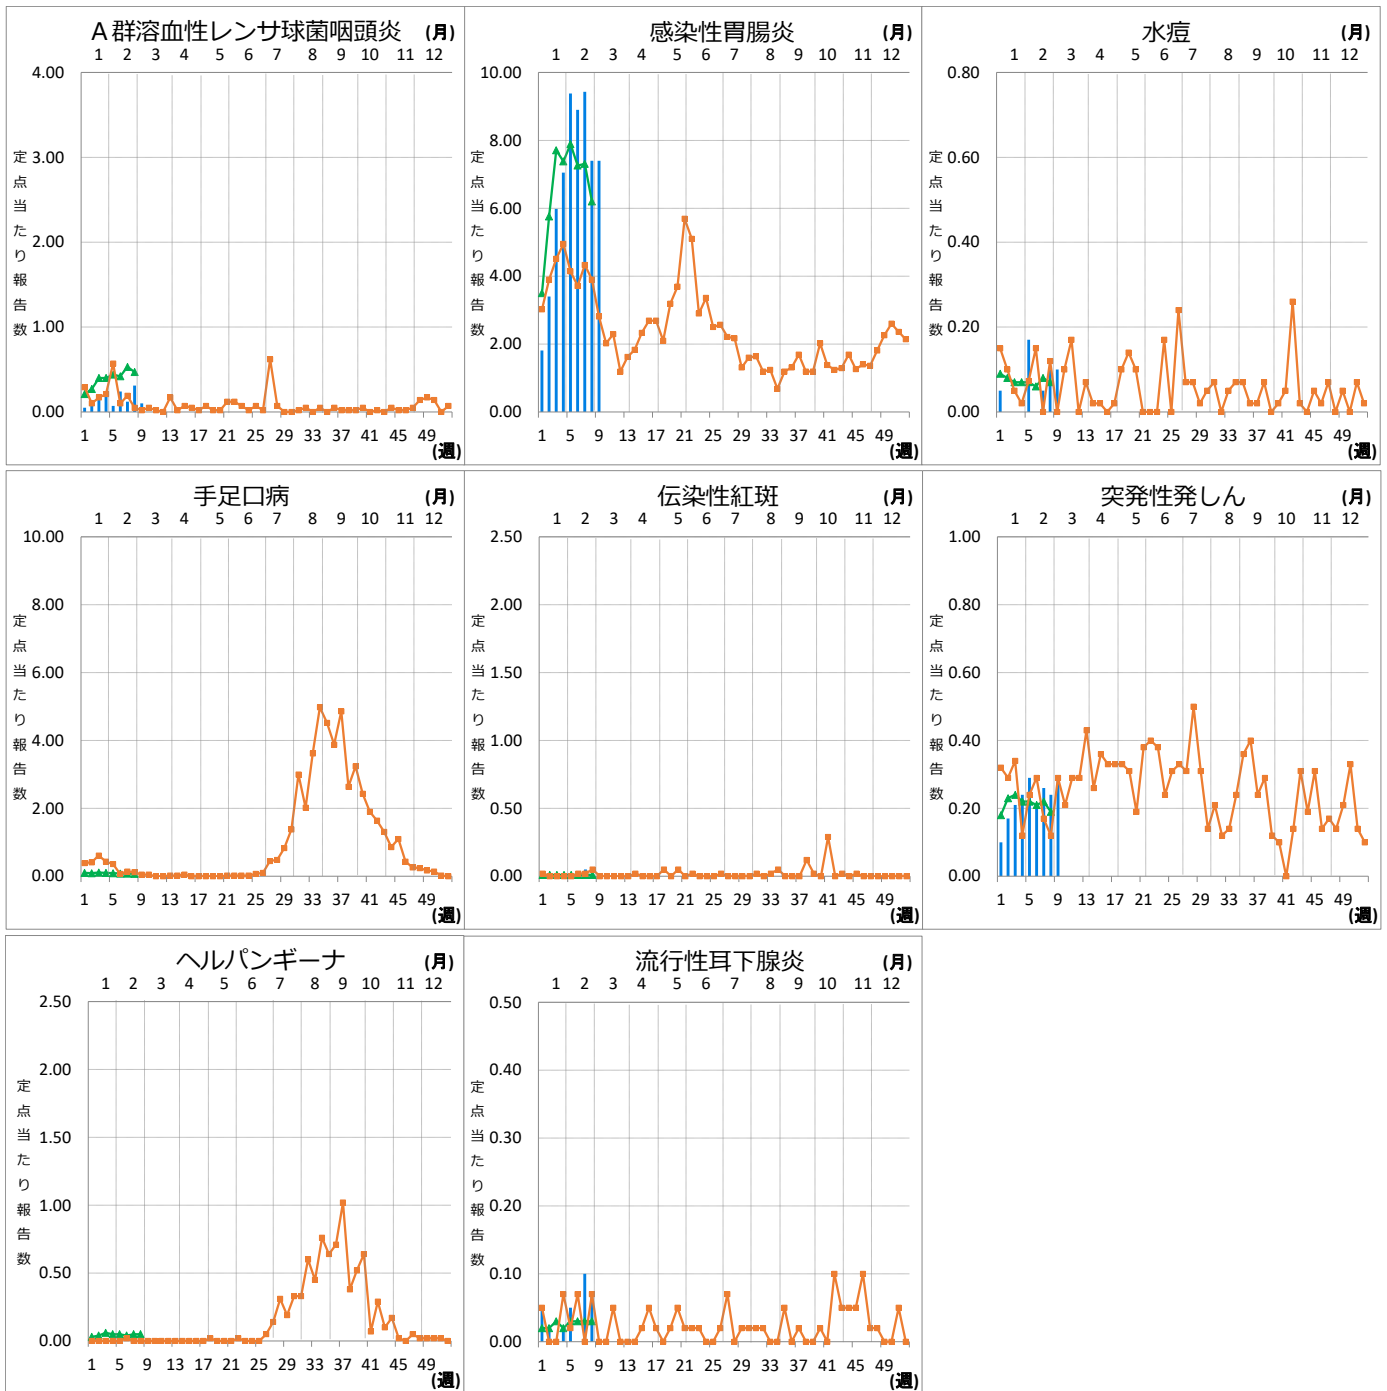 A群溶血性レンサ球菌咽頭炎 (月)
1 2 3 4 5 6 7 8 9 10 11 12
4.00
3.00
2.00
1.00
0.00
定点当たり報告数
1 5 9 13 17 21 25 29 33 37 41 45 49
(週)
感染性胃腸炎 (月)
1 2 3 4 5 6 7 8 9 10 11 12
10.00
8.00
6.00
4.00
2.00
0.00
定点当たり報告数
1 5 9 13 17 21 25 29 33 37 41 45 49
(週)
水痘 (月)
1 2 3 4 5 6 7 8 9 10 11 12
0.80
0.60
0.40
0.20
0.00
定点当たり報告数
1 5 9 13 17 21 25 29 33 37 41 45 49
(週)
手足口病 (月)
1 2 3 4 5 6 7 8 9 10 11 12
10.00
8.00
6.00
4.00
2.00
0.00
定点当たり報告数
1 5 9 13 17 21 25 29 33 37 41 45 49
(週)
伝染性紅斑 (月)
1 2 3 4 5 6 7 8 9 10 11 12
2.50
2.00
1.50
1.00
0.50
0.00
定点当たり報告数
1 5 9 13 17 21 25 29 33 37 41 45 49
(週)
突発性発しん (月)
1 2 3 4 5 6 7 8 9 10 11 12
1.00
0.80
0.60
0.40
0.20
0.00
定点当たり報告数
1 5 9 13 17 21 25 29 33 37 41 45 49
(週)
ヘルパンギーナ (月)
1 2 3 4 5 6 7 8 9 10 11 12
2.50
2.00
1.50
1.00
0.50
0.00
定点当たり報告数
1 5 9 13 17 21 25 29 33 37 41 45 49
(週)
流行性耳下腺炎 (月)
1 2 3 4 5 6 7 8 9 10 11 12
0.50
0.40
0.30
0.20
0.10
0.00
定点当たり報告数
1 5 9 13 17 21 25 29 33 37 41 45 49
(週)